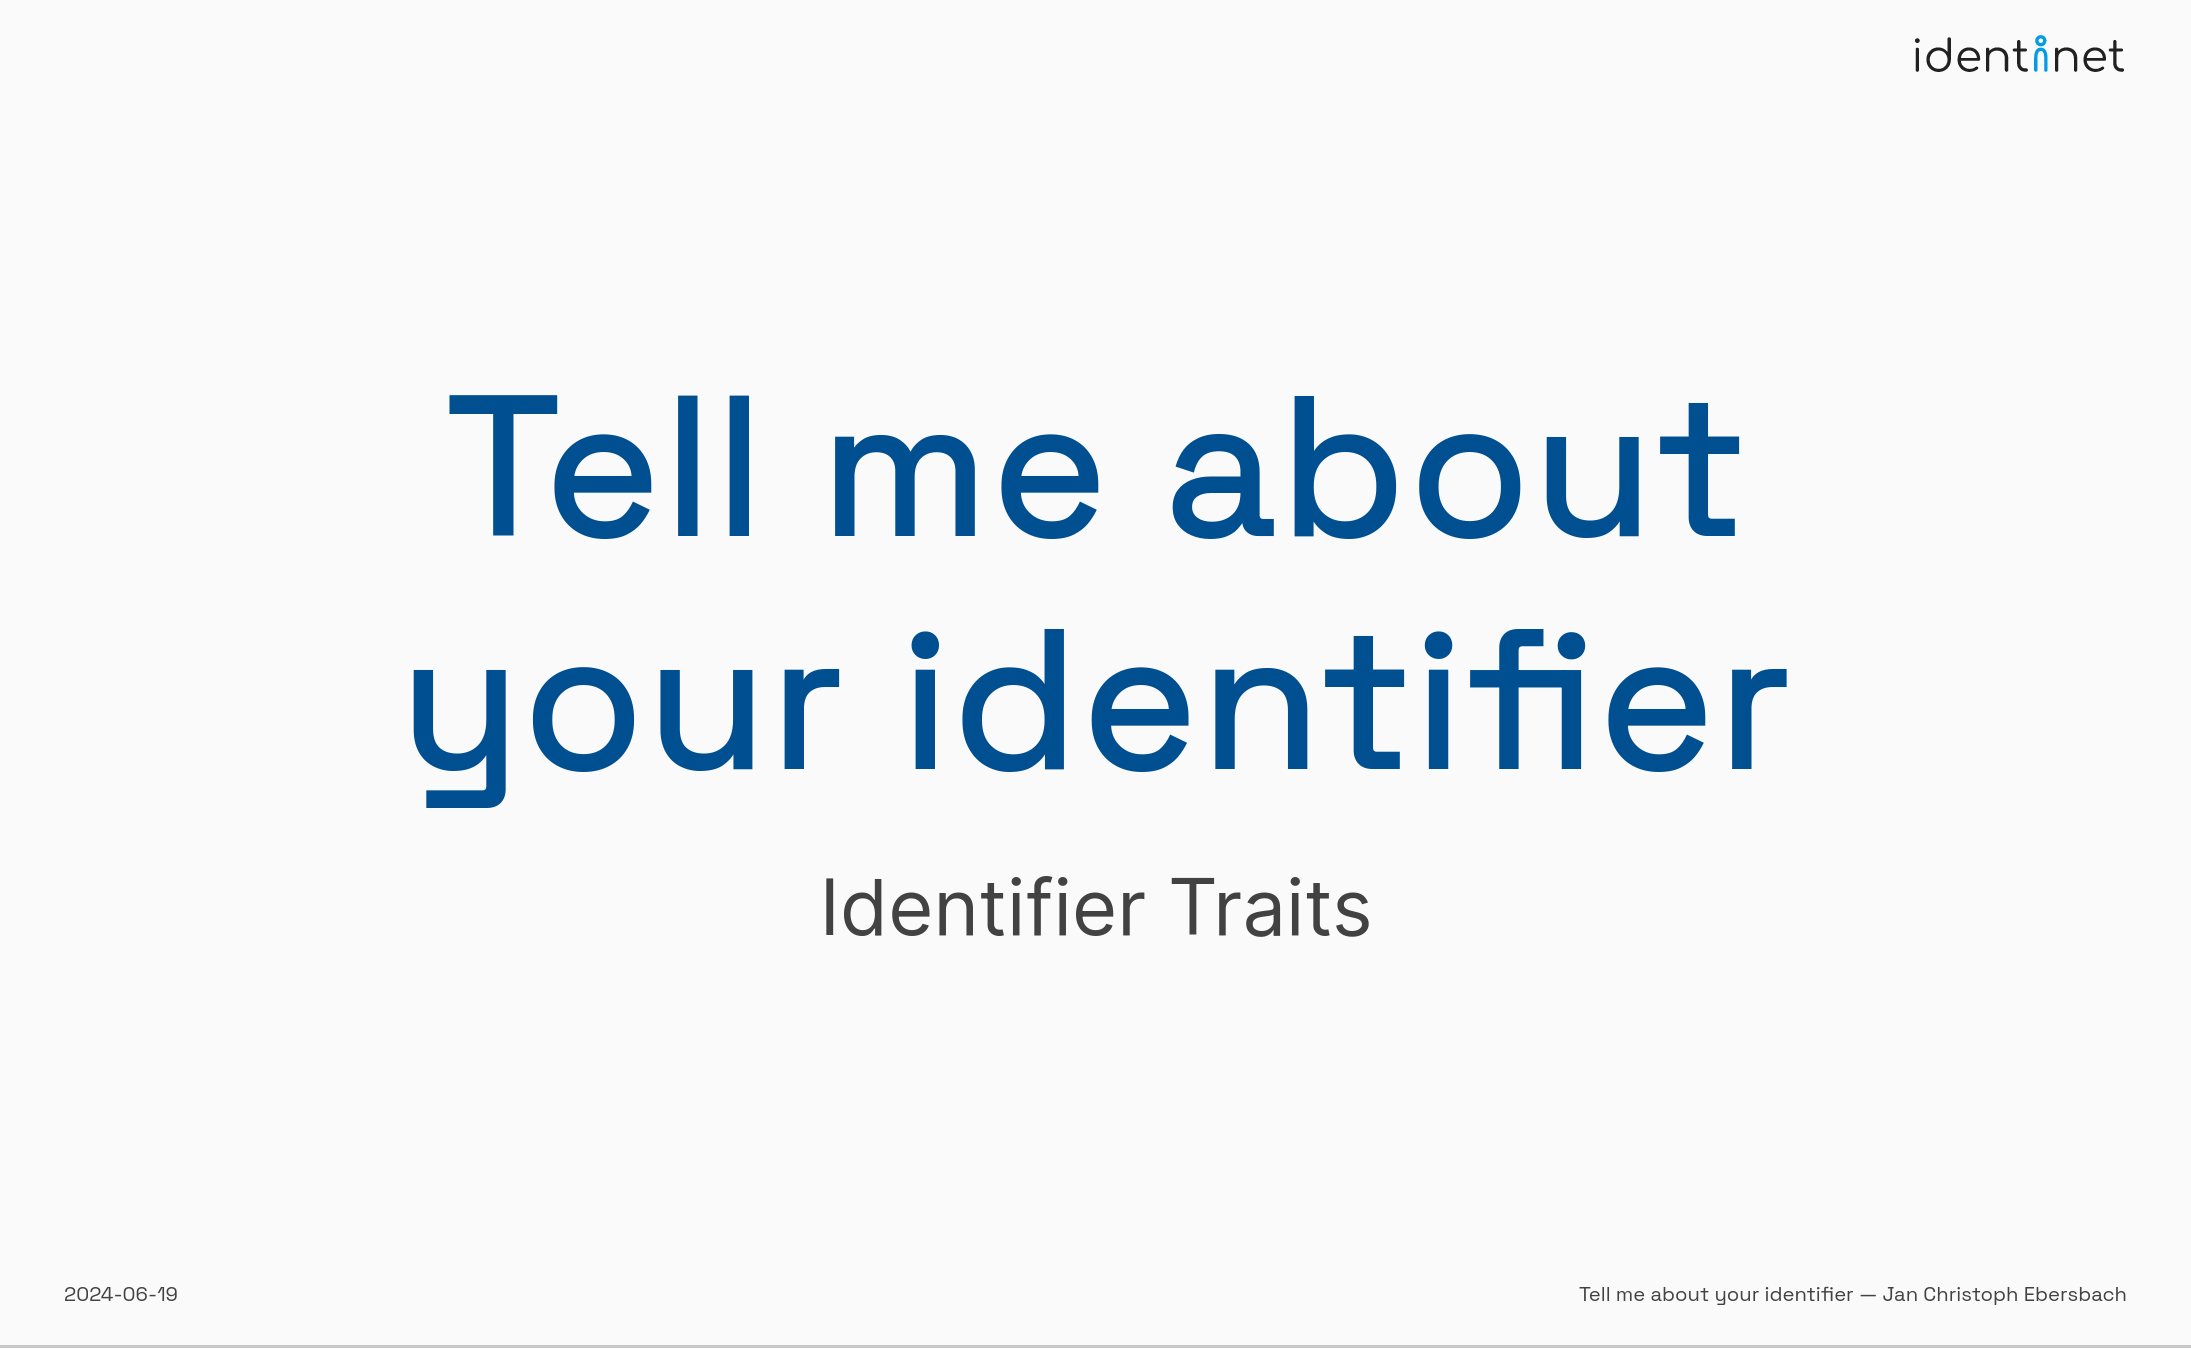 identinet
Tell me about
your identifier
Identifier Traits
2024-06-19
Tell me about your identifier — Jan Christoph Ebersbach